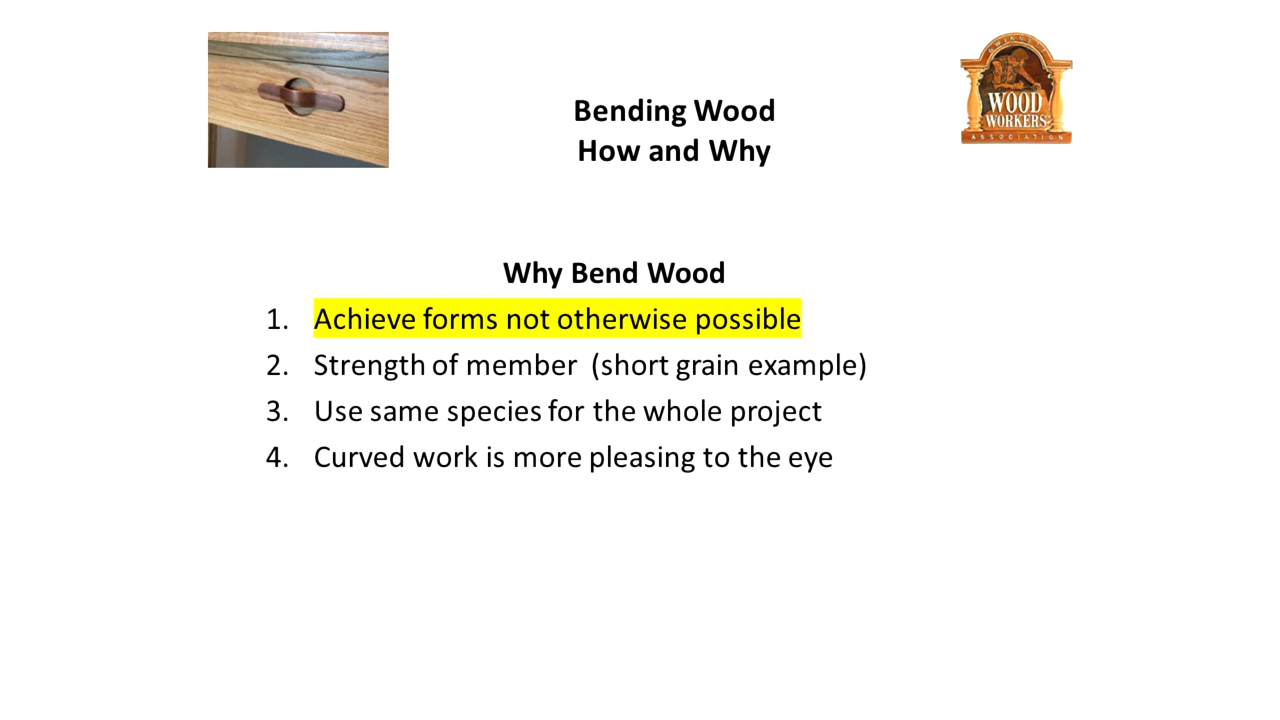 Bending Wood
How and Why
GWINNETT
WOOD
WORKERS
ASSOCIATION
Why Bend Wood
1. Achieve forms not otherwise possible
2. Strength of member (short grain example)
3. Use same species for the whole project
4. Curved work is more pleasing to the eye